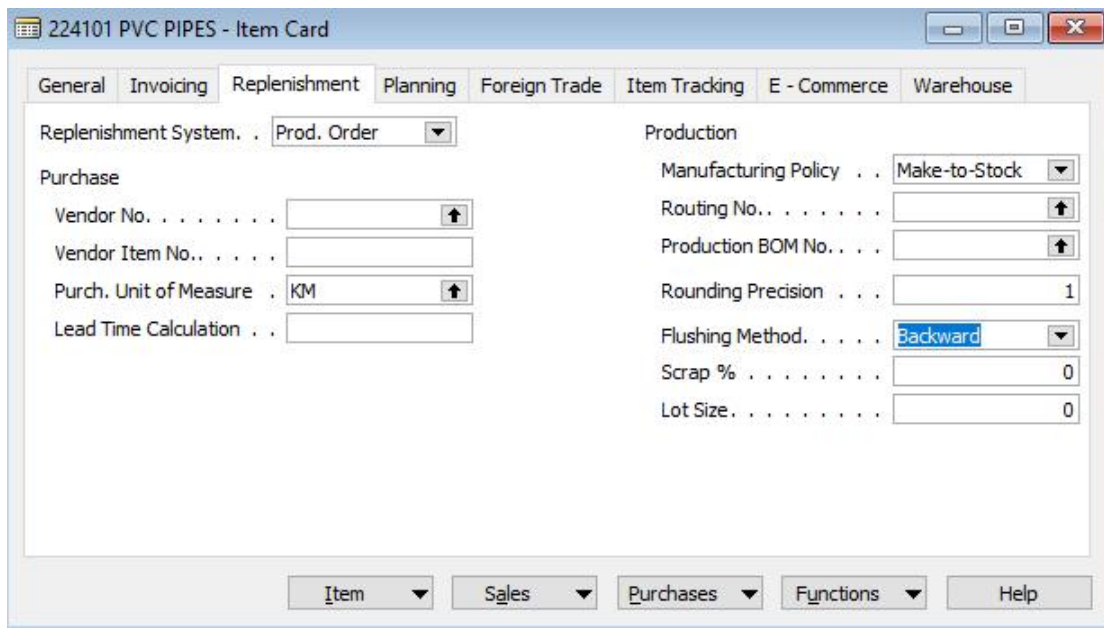 224101 PVC PIPES - Item Card
General Invoicing Replenishment Planning Foreign Trade Item Tracking E - Commerce Warehouse
Replenishment System. . Prod. Order
Purchase
Vendor No. . . . . . . . .
Vendor Item No.. . . . .
Purch. Unit of Measure . KM
Lead Time Calculation . .
Production
Manufacturing Policy . . Make-to-Stock
Routing No.. . . . . . .
Production BOM No.. . .
Rounding Precision . . . 1
Flushing Method. . . . . Backward
Scrap % . . . . . . . . 0
Lot Size. . . . . . . . . 0
Item Sales Purchases Functions Help